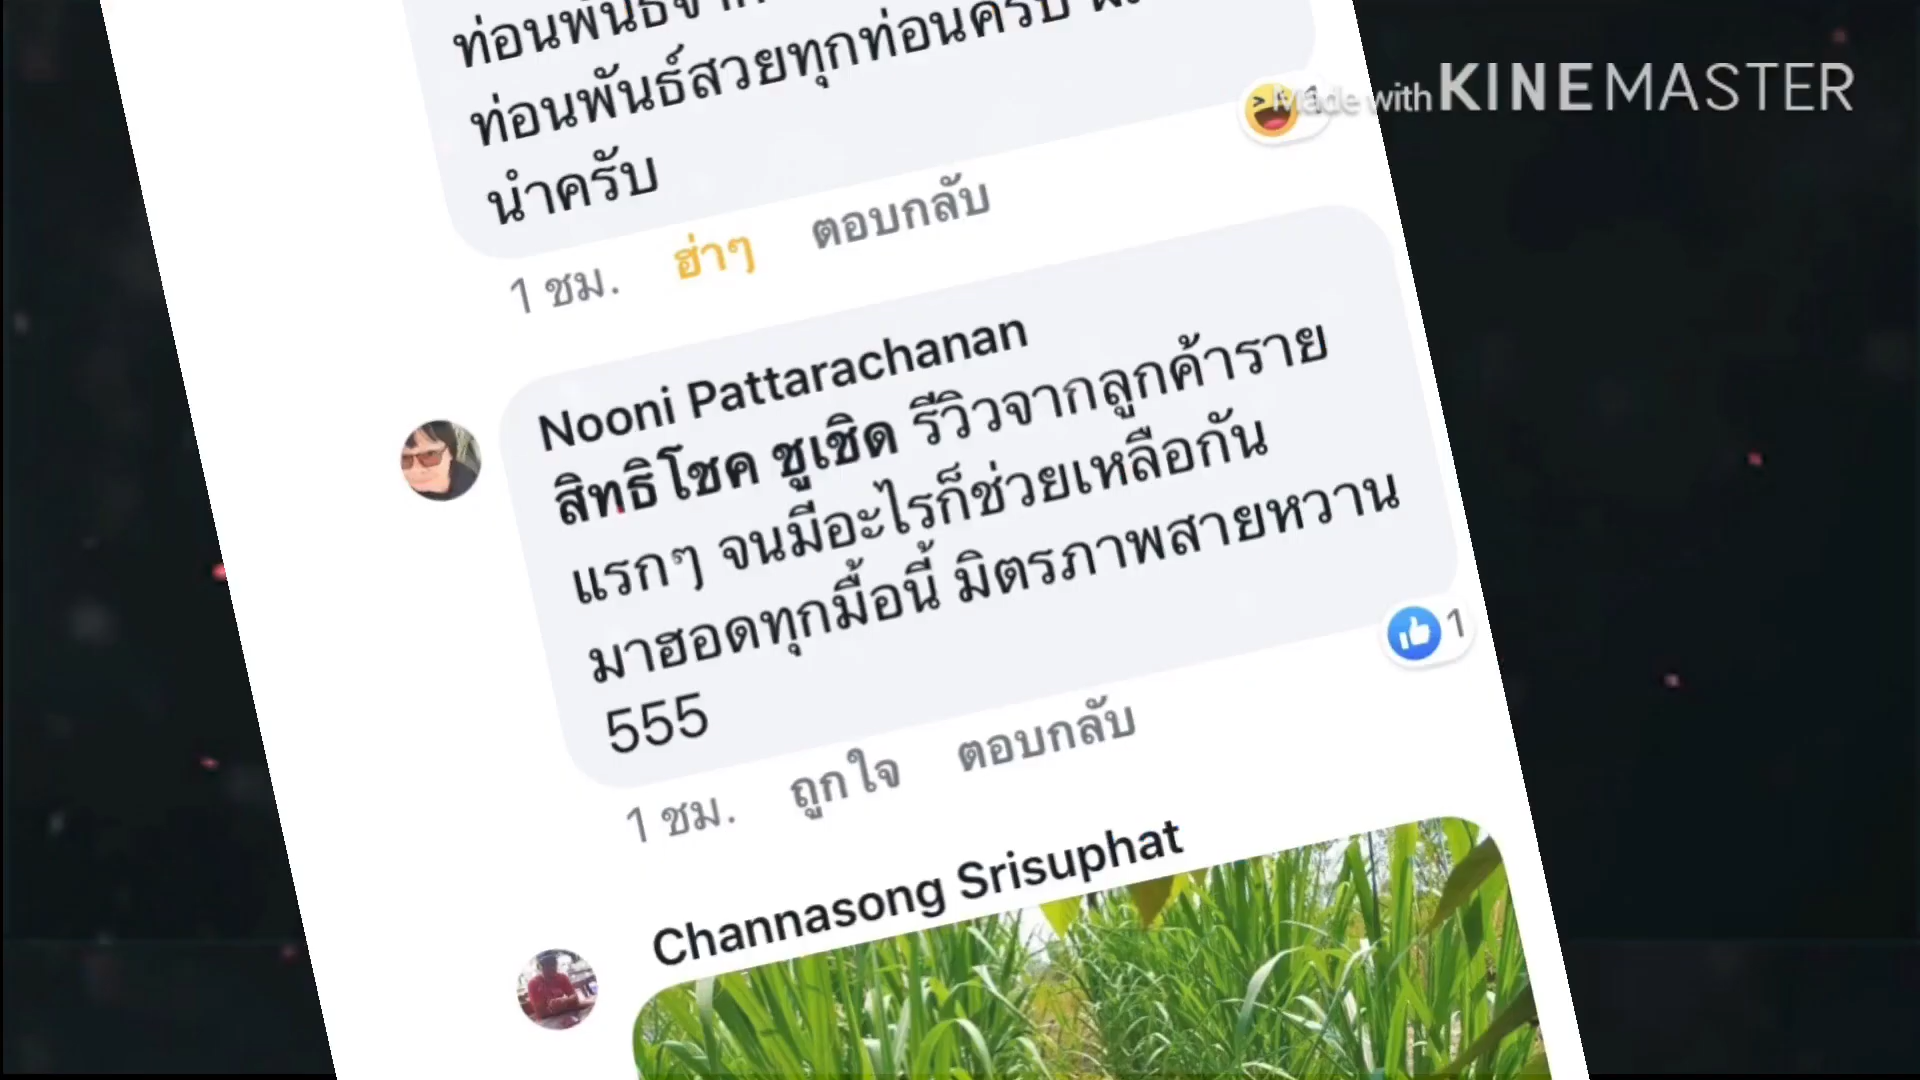 ท่อนพันธ์สวยทุกท่อนครับ
นำครับ
1
Made with KINEMASTER
1 ชม. ฮ่าๆ ตอบกลับ
Nooni Pattarachanan
สิทธิโชค ชูเชิด รีวิวจากลูกค้าราย
แรกๆ จนมีอะไรก็ช่วยเหลือกัน
มาฮอดทุกมื้อนี้ มิตรภาพสายหวาน
555
1
1 ชม. ถูกใจ ตอบกลับ
Channasong Srisuphat